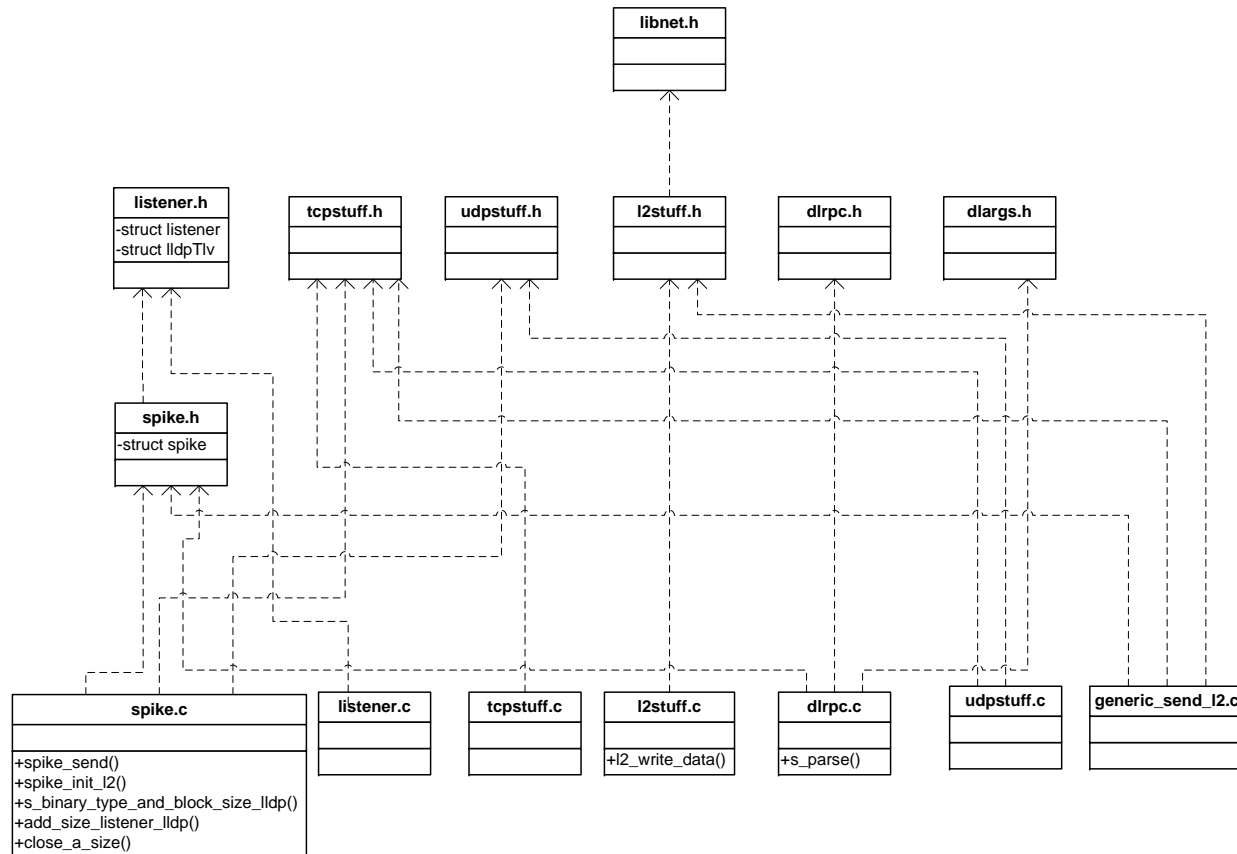 libnet.h
listener.h
-struct listener
-struct lldpTlv
tcpstuff.h
udpstuff.h
l2stuff.h
dlrpc.h
dlargs.h
spike.h
-struct spike
spike.c
+spike_send()
+spike_init_l2()
+s_binary_type_and_block_size_lldp()
+add_size_listener_lldp()
+close_a_size()
listener.c
tcpstuff.c
l2stuff.c
+l2_write_data()
dlrpc.c
+s_parse()
udpstuff.c
generic_send_l2.c